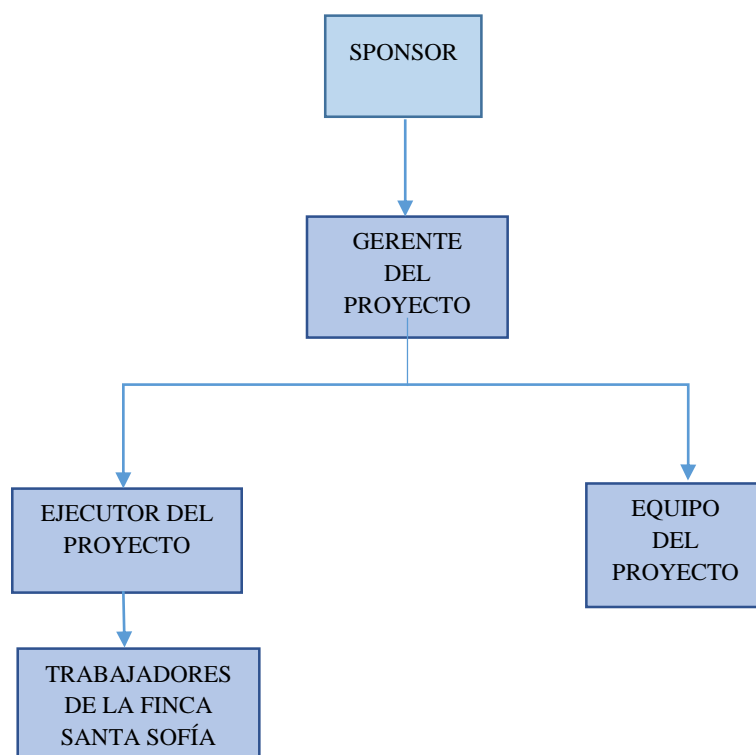 SPONSOR
GERENTE
DEL
PROYECTO
EJECUTOR DEL
PROYECTO
EQUIPO
DEL
PROYECTO
TRABAJADORES
DE LA FINCA
SANTA SOFÍA